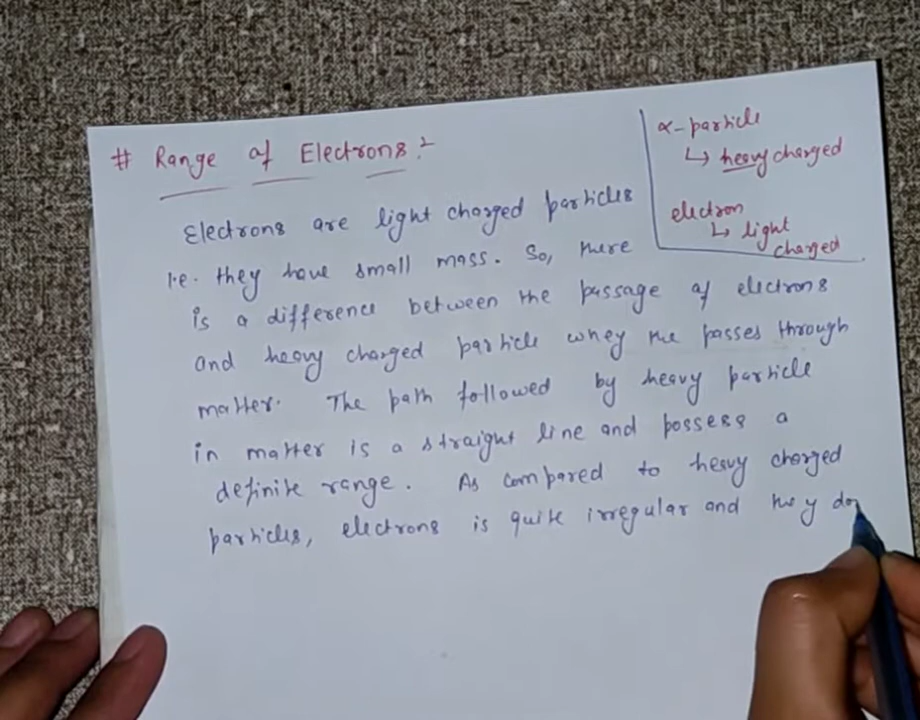 # Range of Electrons:-
α-particle
↳ heavy charged
electron
↳ light
charged
Electrons are light charged particles
i.e. they have small mass. So, there
is a difference between the passage of electrons
and heavy charged particle whey the passes through
matter. The path followed by heavy particle
in matter is a straight line and possess a
definite range. As compared to heavy charged
particles, electrons is quite irregular and they do